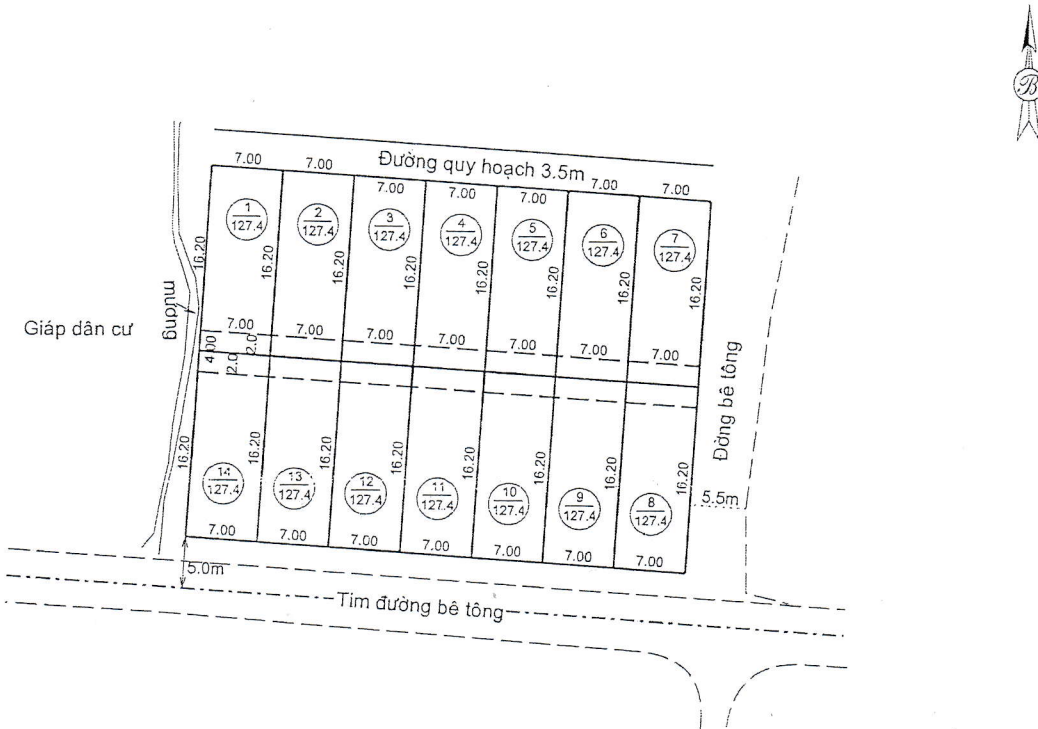 B
Đường quy hoạch 3.5m
7.00 7.00 7.00 7.00 7.00 7.00 7.00
1 2 3 4 5 6 7
127.4 127.4 127.4 127.4 127.4 127.4 127.4
16.20 16.20 16.20 16.20 16.20 16.20 16.20 16.20
mương
Giáp dân cư
7.00 7.00 7.00 7.00 7.00 7.00 7.00
4.00 2.0 2.0
Đờng bê tông
16.20 16.20 16.20 16.20 16.20 16.20 16.20 16.20
14 13 12 11 10 9 8
127.4 127.4 127.4 127.4 127.4 127.4 127.4
5.5m
7.00 7.00 7.00 7.00 7.00 7.00 7.00
5.0m
Tim đường bê tông